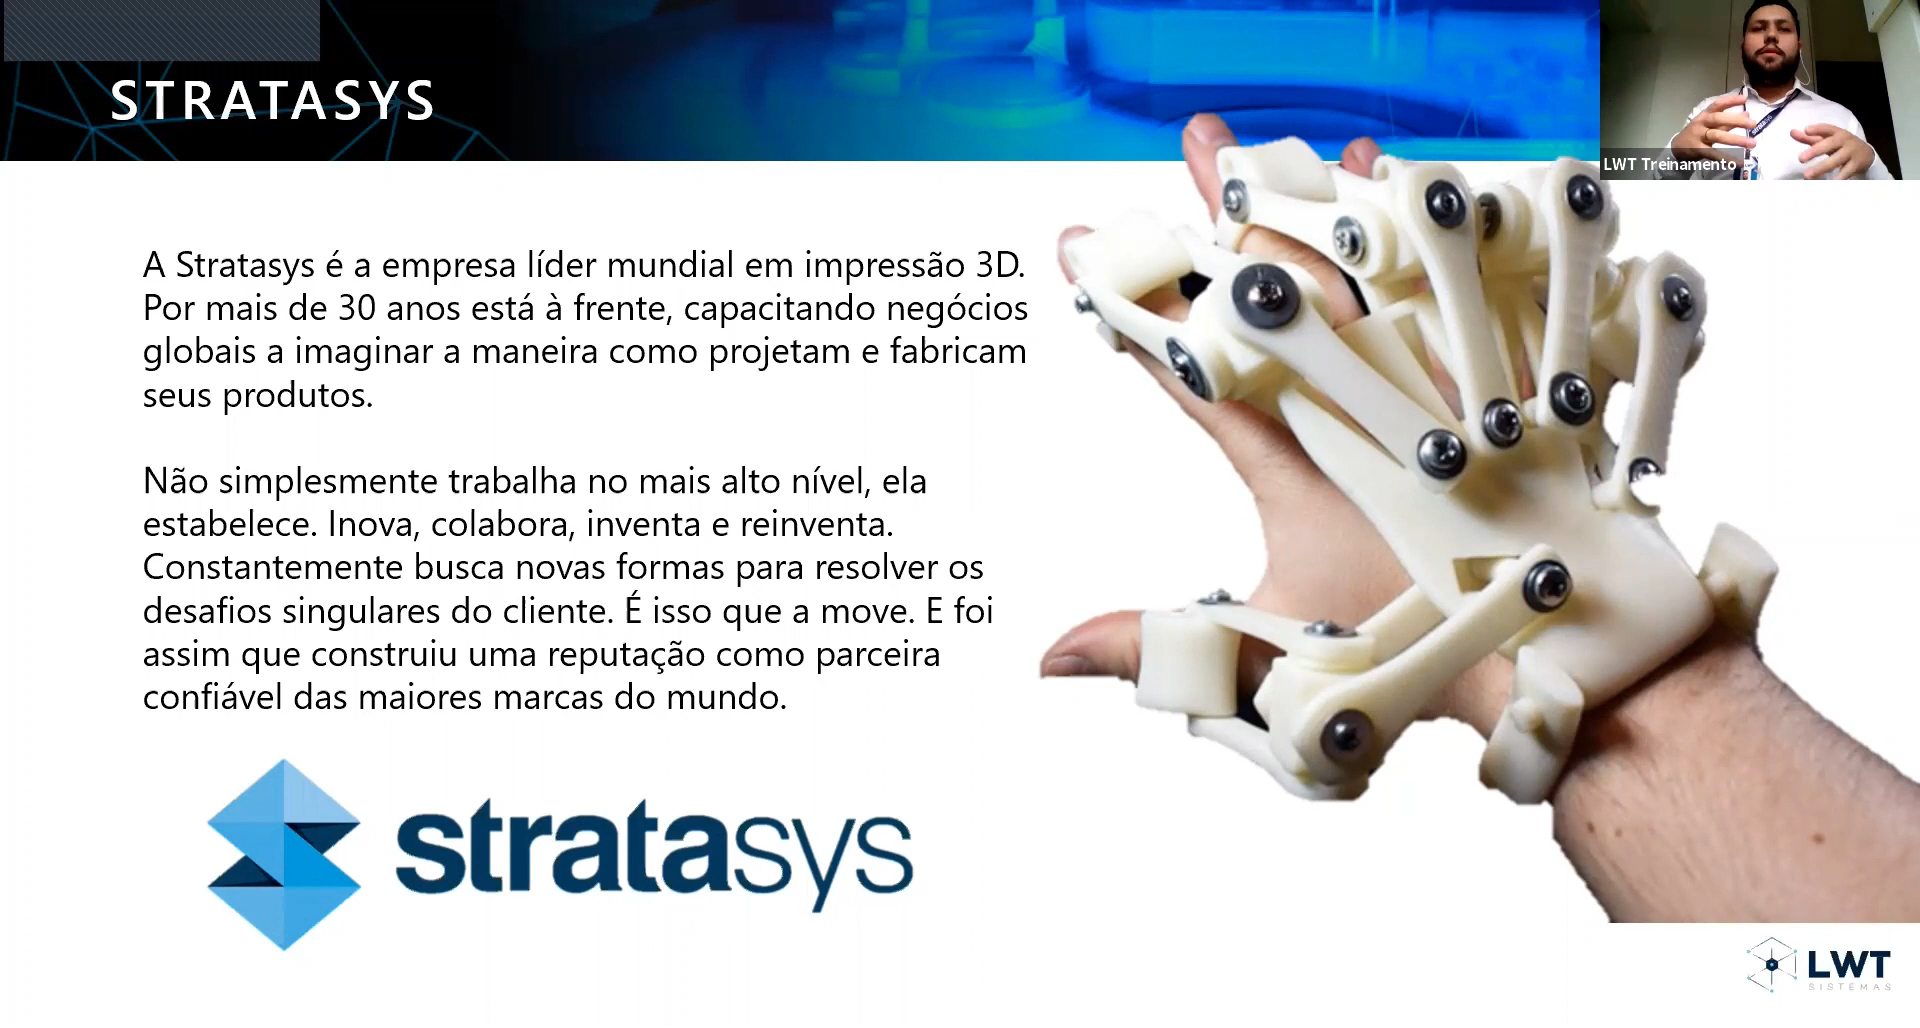 STRATASYS
LWT Treinamento
A Stratasys é a empresa líder mundial em impressão 3D.
Por mais de 30 anos está à frente, capacitando negócios
globais a imaginar a maneira como projetam e fabricam
seus produtos.
Não simplesmente trabalha no mais alto nível, ela
estabelece. Inova, colabora, inventa e reinventa.
Constantemente busca novas formas para resolver os
desafios singulares do cliente. É isso que a move. E foi
assim que construiu uma reputação como parceira
confiável das maiores marcas do mundo.
stratasys
LWT
SISTEMAS